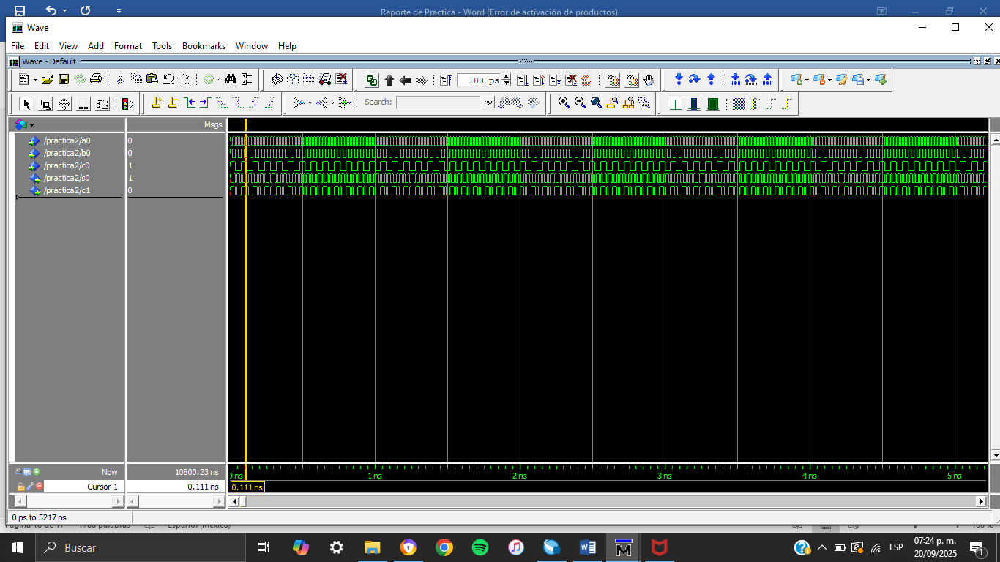 Reporte de Practica - Word (Error de activación de productos)
Wave
File Edit View Add Format Tools Bookmarks Window Help
Wave - Default
100 ps
Search:
Msgs
/practica2/a0 0
/practica2/b0 0
/practica2/c0 1
/practica2/s0 1
/practica2/c1 0
Now 10800.23 ns
ns 1 ns 2 ns 3 ns 4 ns 5 ns
Cursor 1 0.111 ns
0.111 ns
0 ps to 5217 ps
Buscar
ESP
07:24 p. m.
20/09/2025
1